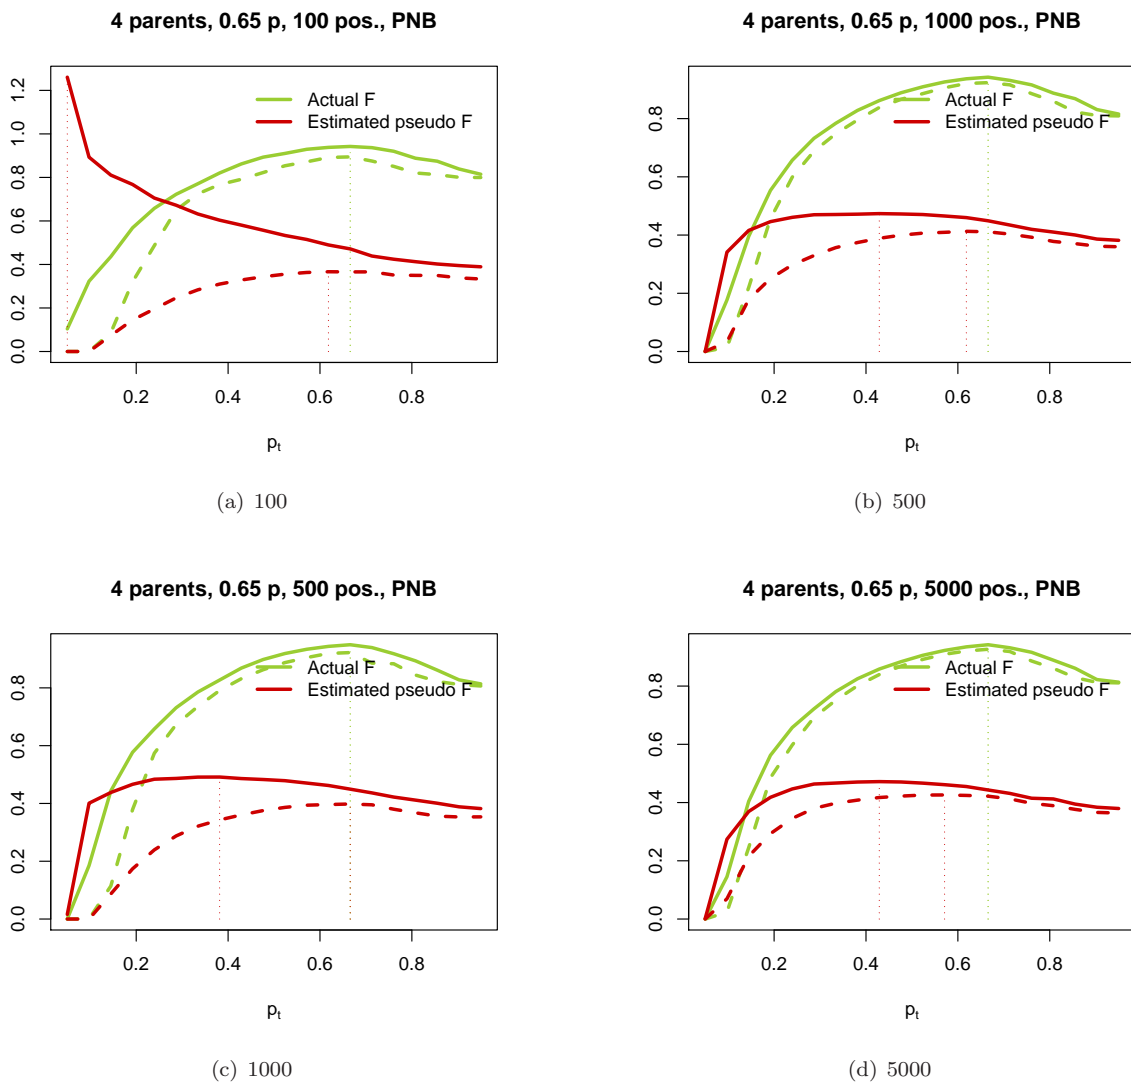 4 parents, 0.65 p, 100 pos., PNB
Actual F
Estimated pseudo F
0.0 0.2 0.4 0.6 0.8 1.0 1.2
0.2 0.4 0.6 0.8
pt
(a) 100
4 parents, 0.65 p, 1000 pos., PNB
Actual F
Estimated pseudo F
0.0 0.2 0.4 0.6 0.8
0.2 0.4 0.6 0.8
pt
(b) 500
4 parents, 0.65 p, 500 pos., PNB
Actual F
Estimated pseudo F
0.0 0.2 0.4 0.6 0.8
0.2 0.4 0.6 0.8
pt
(c) 1000
4 parents, 0.65 p, 5000 pos., PNB
Actual F
Estimated pseudo F
0.0 0.2 0.4 0.6 0.8
0.2 0.4 0.6 0.8
pt
(d) 5000